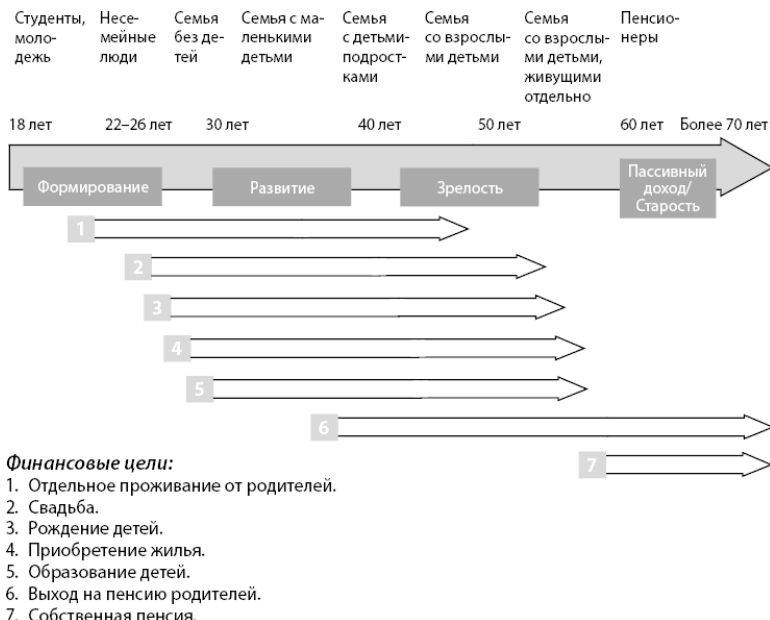 Студенты,
моло-
дежь
Несе-
мейные
люди
Семья
без де-
тей
Семья с ма-
ленькими
детьми
Семья
с детьми-
подрост-
ками
Семья
со взрослы-
ми детьми
Семья
со взрослы-
ми детьми,
живущими
отдельно
Пенсио-
неры
18 лет
22–26 лет
30 лет
40 лет
50 лет
60 лет
Более 70 лет
Формирование
Развитие
Зрелость
Пассивный
доход/
Старость
1
2
3
4
5
6
7
Финансовые цели:
1. Отдельное проживание от родителей.
2. Свадьба.
3. Рождение детей.
4. Приобретение жилья.
5. Образование детей.
6. Выход на пенсию родителей.
7. Собственная пенсия.